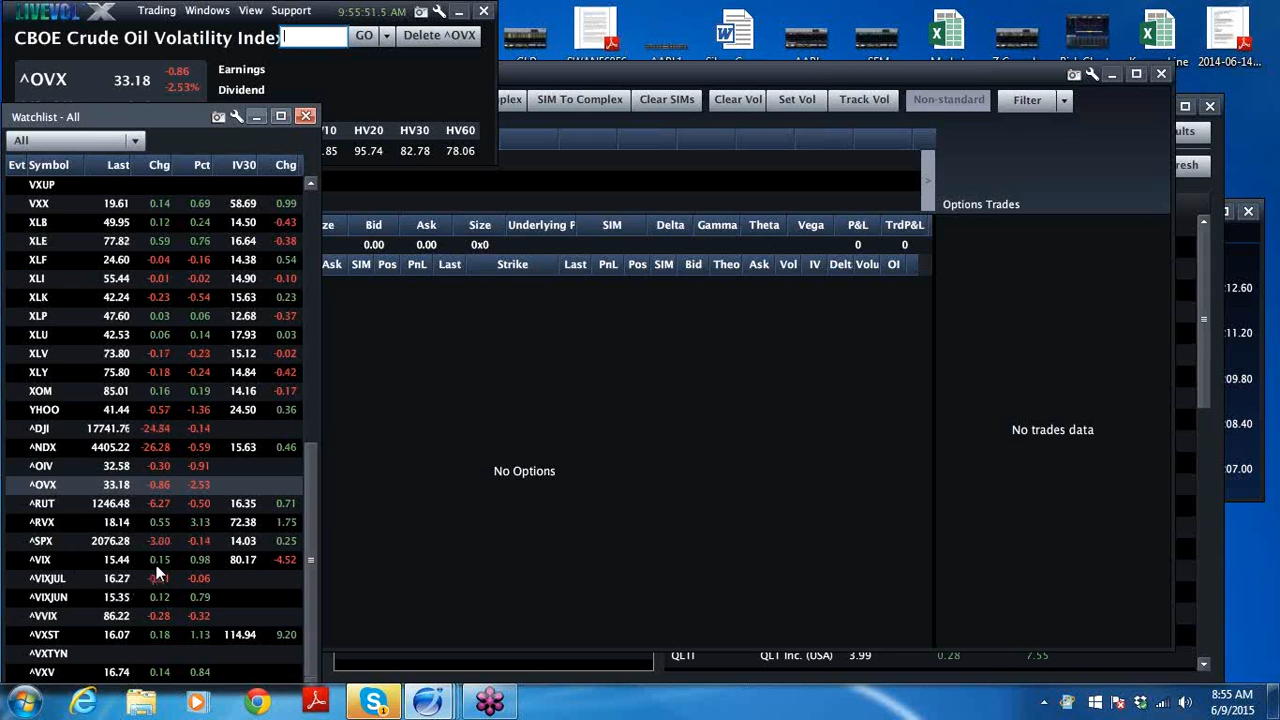 LIVEVOL X Trading Windows View Support 9:55:51.5 AM
CBOE Crude Oil Volatility Index GO Delete
^OVX 33.18 -0.86 -2.53% Earnings Dividend
SIM To Complex Clear SIMs Clear Vol Set Vol Track Vol Non-standard Filter
2014-06-14...
Watchlist - All
All
HV20 HV30 HV60
.85 95.74 82.78 78.06
Evt Symbol Last Chg Pct IV30 Chg
VXX 19.61 0.14 0.69 58.69 0.99
XLB 49.95 0.12 0.24 28.50 -0.43
XLE 77.82 0.59 0.76 16.64 -0.38
XLF 24.60 -0.04 -0.16 14.38 0.54
XLI 55.44 -0.01 -0.02 14.90 -0.10
XLK 42.24 -0.23 -0.54 15.63 0.23
XLP 47.60 0.03 0.06 12.68 -0.37
XLU 42.53 0.06 0.14 17.93 0.03
XLV 73.80 -0.17 -0.23 15.12 -0.02
XLY 75.80 -0.18 -0.24 14.84 -0.42
XOM 85.01 0.16 0.19 14.16 -0.17
YHOO 41.44 -0.57 -1.36 24.50 0.36
^DJI 17741.76 -24.34 -0.14
^NDX 4405.22 -26.28 -0.59 15.63 0.46
^OIV 32.58 -0.30 -0.91
^OVX 33.18 -0.86 -2.53
^RUT 1246.48 -6.27 -0.50 16.35 0.71
^RVX 18.14 0.55 3.13 72.38 1.75
^SPX 2076.28 -3.00 -0.14 14.03 0.25
^VIX 15.44 0.15 0.98 80.17 -4.52
^VIXJUL 16.27 -0.06
^VIXJUN 15.35 0.12 0.79
^VVIX 86.22 -0.28 -0.32
^VXST 16.07 0.18 1.13 114.94 9.20
^VXTYN
^VXV 16.74 0.14 0.84
Options Trades
Bid Ask Size Underlying P SIM Delta Gamma Theta Vega P&L TrdP&L
0.00 0.00 0x0 0 0
Ask SIM Pos PnL Last Strike Last PnL Pos SIM Bid Theo Ask Vol IV Delt Volu OI
No Options
No trades data
:12.60
:11.20
:09.80
:08.40
:07.00
QLTI QLT Inc. (USA) 3.99 0.28 7.55
8:55 AM
6/9/2015